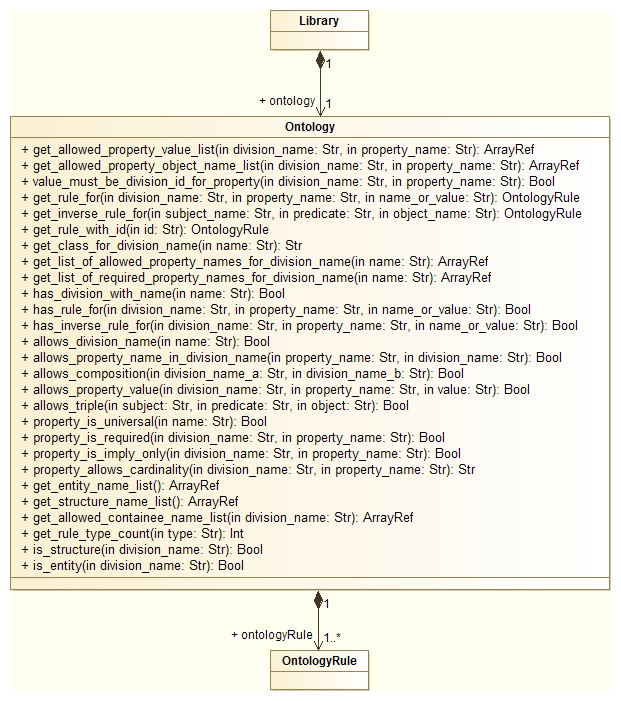 Library
1
+ ontology
1
Ontology
+ get_allowed_property_value_list(in division_name: Str, in property_name: Str): ArrayRef
+ get_allowed_property_object_name_list(in division_name: Str, in property_name: Str): ArrayRef
+ value_must_be_division_id_for_property(in division_name: Str, in property_name: Str): Bool
+ get_rule_for(in division_name: Str, in property_name: Str, in name_or_value: Str): OntologyRule
+ get_inverse_rule_for(in subject_name: Str, in predicate: Str, in object_name: Str): OntologyRule
+ get_rule_with_id(in id: Str): OntologyRule
+ get_class_for_division_name(in name: Str): Str
+ get_list_of_allowed_property_names_for_division_name(in name: Str): ArrayRef
+ get_list_of_required_property_names_for_division_name(in name: Str): ArrayRef
+ has_division_with_name(in name: Str): Bool
+ has_rule_for(in division_name: Str, in property_name: Str, in name_or_value: Str): Bool
+ has_inverse_rule_for(in division_name: Str, in property_name: Str, in name_or_value: Str): Bool
+ allows_division_name(in name: Str): Bool
+ allows_property_name_in_division_name(in property_name: Str, in division_name: Str): Bool
+ allows_composition(in division_name_a: Str, in division_name_b: Str): Bool
+ allows_property_value(in division_name: Str, in property_name: Str, in value: Str): Bool
+ allows_triple(in subject: Str, in predicate: Str, in object: Str): Bool
+ property_is_universal(in name: Str): Bool
+ property_is_required(in division_name: Str, in property_name: Str): Bool
+ property_is_imply_only(in division_name: Str, in property_name: Str): Bool
+ property_allows_cardinality(in division_name: Str, in property_name: Str): Str
+ get_entity_name_list(): ArrayRef
+ get_structure_name_list(): ArrayRef
+ get_allowed_containee_name_list(in division_name: Str): ArrayRef
+ get_rule_type_count(in type: Str): Int
+ is_structure(in division_name: Str): Bool
+ is_entity(in division_name: Str): Bool
1
+ ontologyRule
1..*
OntologyRule